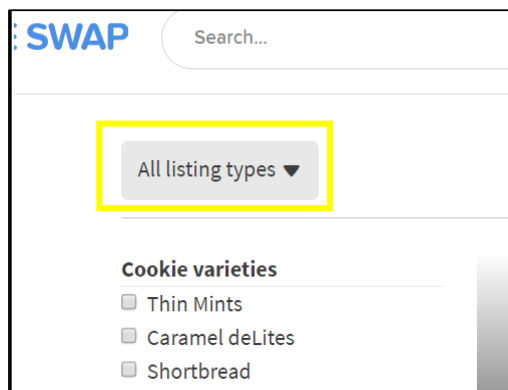 SWAP
Search...
All listing types
Cookie varieties
Thin Mints
Caramel deLites
Shortbread